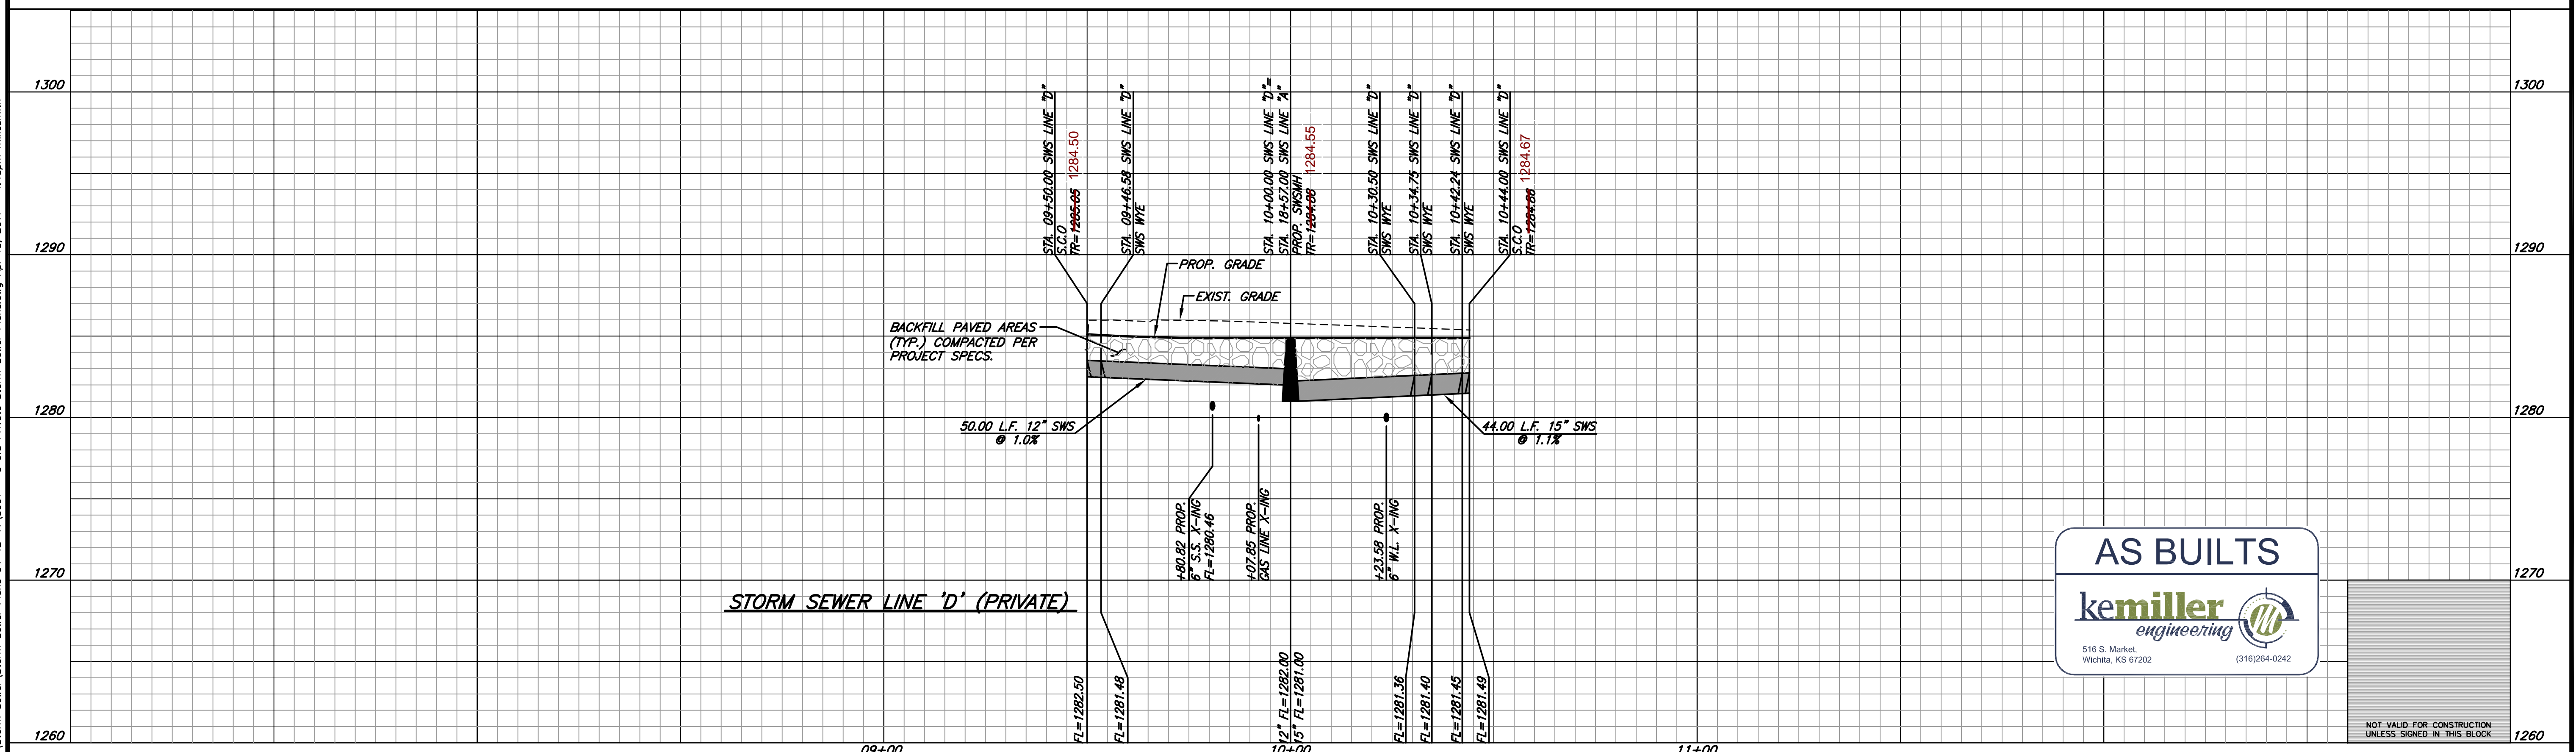 1300
1290
1280
1270
1260
1300
1290
1280
1270
1260
STA. 09+50.00 SWS LINE "D"
S.C.O
TR=1285.05 1284.50
STA. 09+46.58 SWS LINE "D"
SWS WYE
STA. 10+00.00 SWS LINE "D"=
STA. 18+57.00 SWS LINE "A"
PROP. SWSMH
1284.55
STA. 10+30.50 SWS LINE "D"
SWS WYE
STA. 10+34.75 SWS LINE "D"
SWS WYE
STA. 10+42.24 SWS LINE "D"
SWS WYE
STA. 10+44.00 SWS LINE "D"
S.C.O
1284.67
PROP. GRADE
EXIST. GRADE
BACKFILL PAVED AREAS
(TYP.) COMPACTED PER
PROJECT SPECS.
50.00 L.F. 12" SWS
@ 1.0%
44.00 L.F. 15" SWS
@ 1.1%
+80.82 PROP.
6" S.S. X-ING
FL=1280.46
+07.85 PROP.
GAS LINE X-ING
+23.58 PROP.
6" W.L. X-ING
STORM SEWER LINE 'D' (PRIVATE)
FL=1282.50
FL=1281.48
12" FL=1282.00
15" FL=1281.00
FL=1281.36
FL=1281.40
FL=1281.45
FL=1281.49
09+00
10+00
11+00
AS BUILTS
kemiller
engineering
516 S. Market,
Wichita, KS 67202
(316)264-0242
NOT VALID FOR CONSTRUCTION
UNLESS SIGNED IN THIS BLOCK